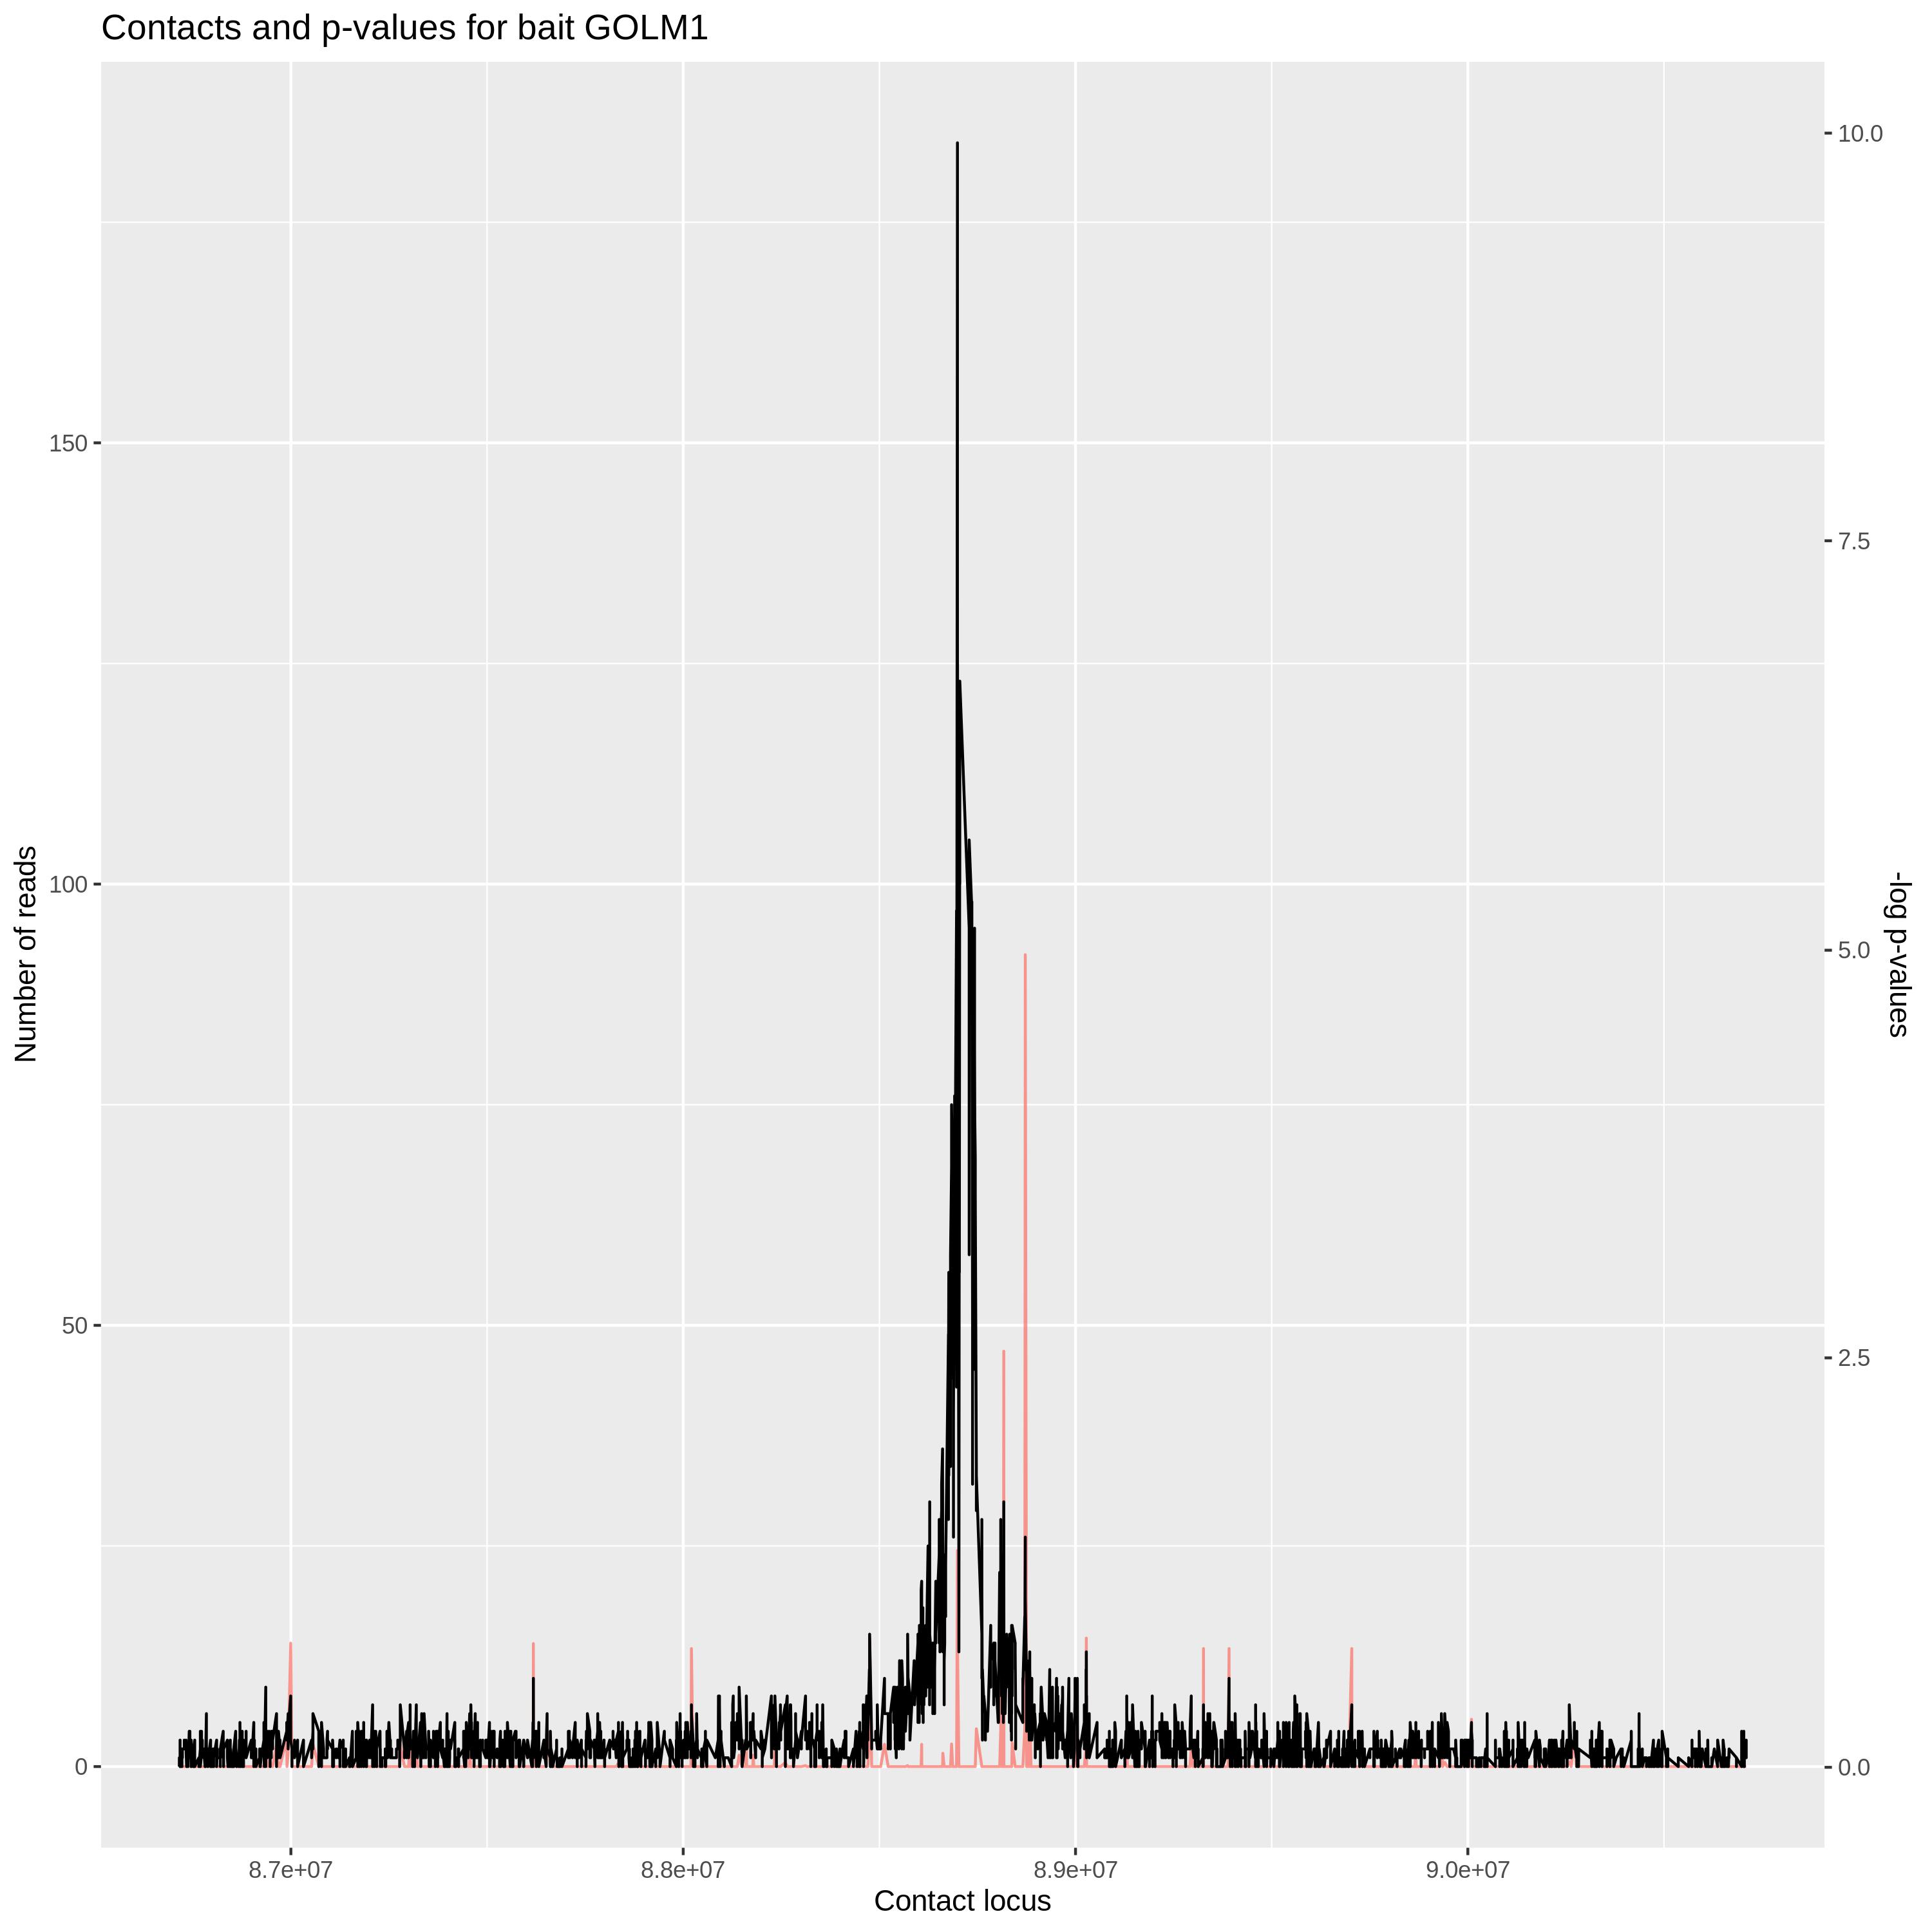 Contacts and p-values for bait GOLM1
10.0
7.5
5.0
2.5
0.0
150
100
50
0
Number of reads
-log p-values
8.7e+07 8.8e+07 8.9e+07 9.0e+07
Contact locus